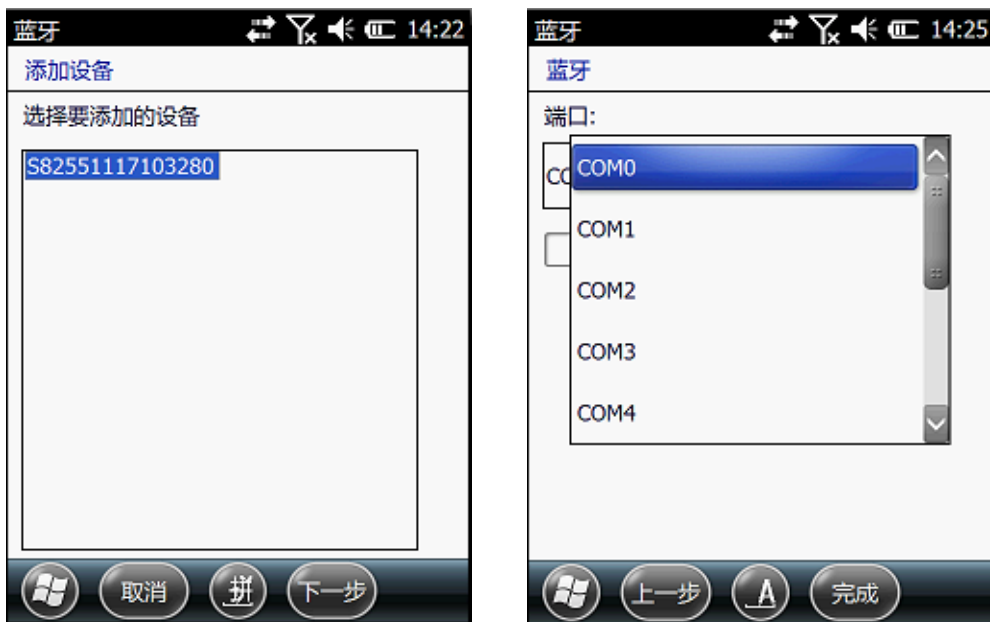 蓝牙 14:22
添加设备
选择要添加的设备
S82551117103280
取消 拼 下一步
蓝牙 14:25
蓝牙
端口:
CO
COM0
COM1
COM2
COM3
COM4
上一步 A 完成